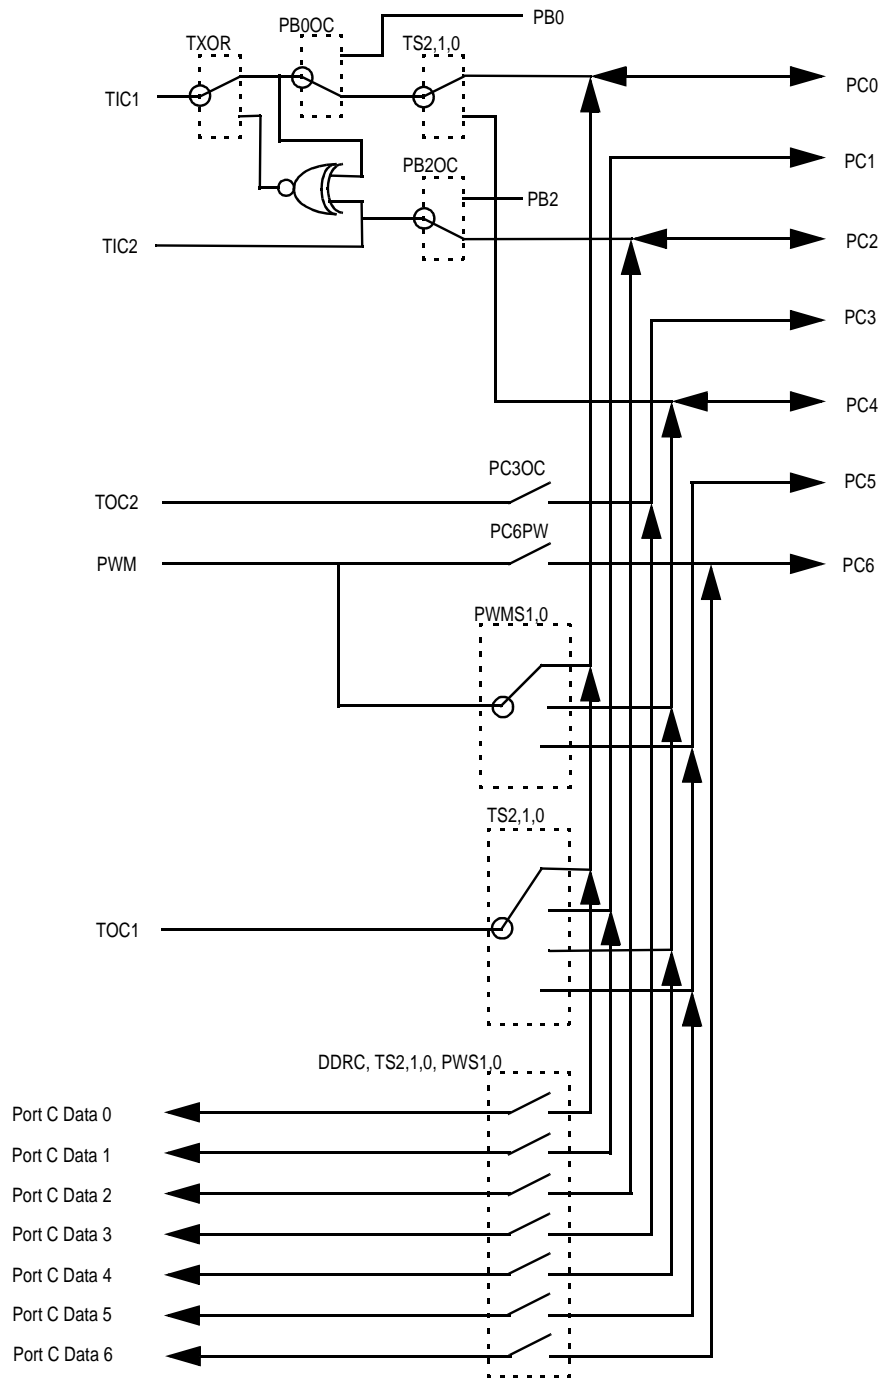 PB0OC
PB0
TXOR
TS2,1,0
TIC1
PC0
PC1
PB2OC
PB2
TIC2
PC2
PC3
PC4
PC3OC
PC5
TOC2
PC6PW
PWM
PC6
PWMS1,0
TS2,1,0
TOC1
DDRC, TS2,1,0, PWS1,0
Port C Data 0
Port C Data 1
Port C Data 2
Port C Data 3
Port C Data 4
Port C Data 5
Port C Data 6